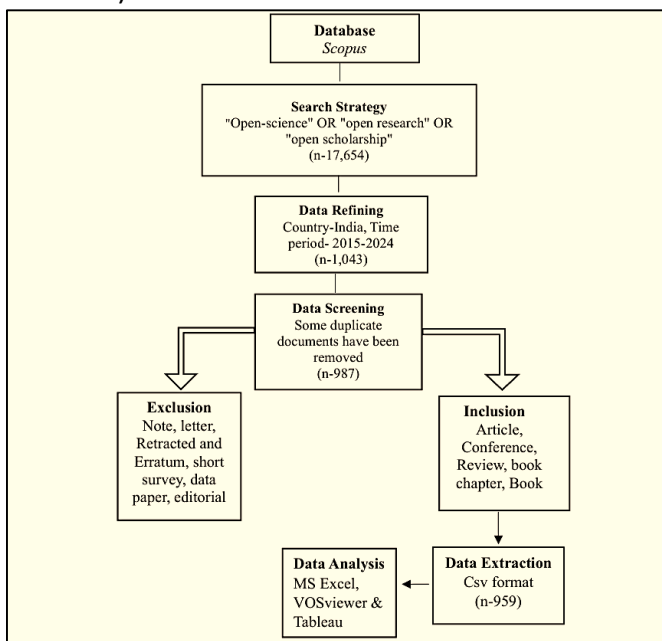 Database
Scopus
Search Strategy
"Open-science" OR "open research" OR
"open scholarship"
(n-17,654)
Data Refining
Country-India, Time
period- 2015-2024
(n-1,043)
Data Screening
Some duplicate
documents have been
removed
(n-987)
Exclusion
Note, letter,
Retracted and
Erratum, short
survey, data
paper, editorial
Inclusion
Article,
Conference,
Review, book
chapter, Book
Data Analysis
MS Excel,
VOSviewer &
Tableau
Data Extraction
Csv format
(n-959)